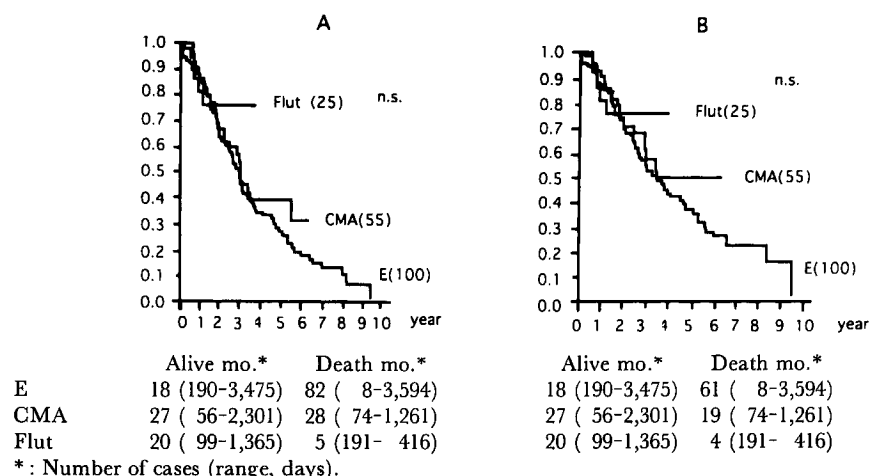 A B
1.0 1.0
0.9 0.9
0.8 Flut (25) n.s. 0.8 n.s.
0.7 0.7 Flut(25)
0.6 0.6
0.5 0.5 CMA(55)
0.4 0.4
0.3 CMA(55) 0.3
0.2 0.2
0.1 E(100) 0.1 E(100)
0.0 0.0
0 1 2 3 4 5 6 7 8 9 10 year 0 1 2 3 4 5 6 7 8 9 10 year
Alive mo.* Death mo.* Alive mo.* Death mo.*
E 18 (190-3,475) 82 ( 8-3,594) 18 (190-3,475) 61 ( 8-3,594)
CMA 27 ( 56-2,301) 28 ( 74-1,261) 27 ( 56-2,301) 19 ( 74-1,261)
Flut 20 ( 99-1,365) 5 (191- 416) 20 ( 99-1,365) 4 (191- 416)
* : Number of cases (range, days).